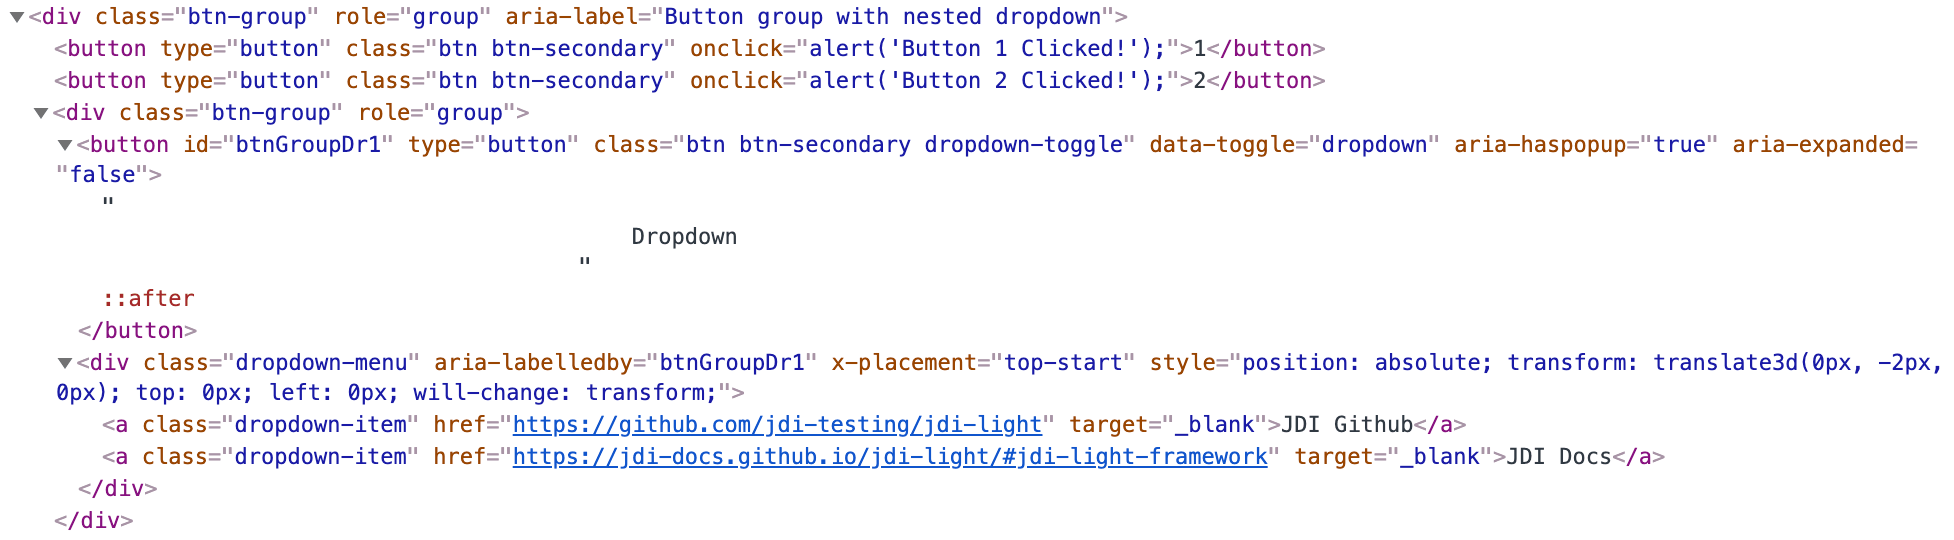 ▼<div class="btn-group" role="group" aria-label="Button group with nested dropdown">
<button type="button" class="btn btn-secondary" onclick="alert('Button 1 Clicked!');">1</button>
<button type="button" class="btn btn-secondary" onclick="alert('Button 2 Clicked!');">2</button>
▼<div class="btn-group" role="group">
▼<button id="btnGroupDr1" type="button" class="btn btn-secondary dropdown-toggle" data-toggle="dropdown" aria-haspopup="true" aria-expanded=
"false">
"
Dropdown
"
::after
</button>
▼<div class="dropdown-menu" aria-labelledby="btnGroupDr1" x-placement="top-start" style="position: absolute; transform: translate3d(0px, -2px,
0px); top: 0px; left: 0px; will-change: transform;">
<a class="dropdown-item" href="https://github.com/jdi-testing/jdi-light" target="_blank">JDI Github</a>
<a class="dropdown-item" href="https://jdi-docs.github.io/jdi-light/#jdi-light-framework" target="_blank">JDI Docs</a>
</div>
</div>